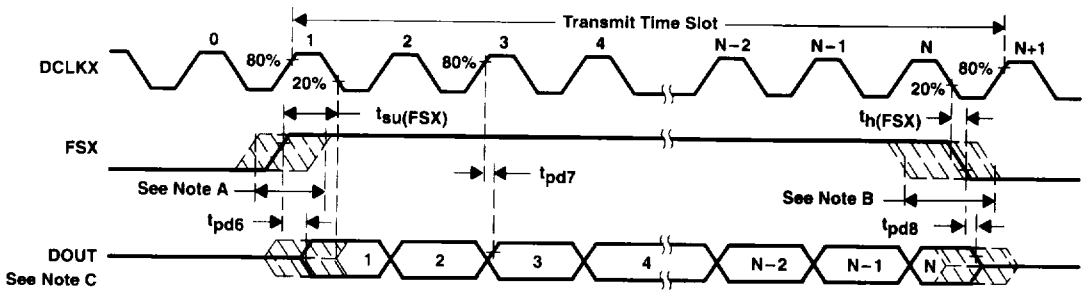 Transmit Time Slot
0 1 2 3 4 N−2 N−1 N N+1
DCLKX 80% 20% 80% 20% 80%
tsu(FSX) th(FSX)
FSX
See Note A tpd7 See Note B
tpd6 tpd8
DOUT 1 2 3 4 N−2 N−1 N
See Note C